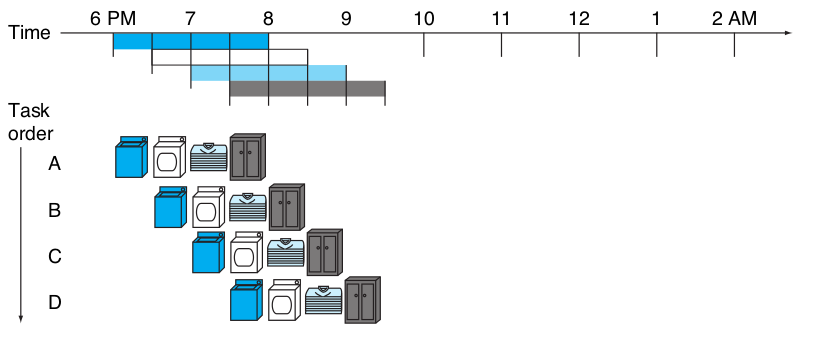 6 PM 7 8 9 10 11 12 1 2 AM
Time
Task
order
A
B
C
D